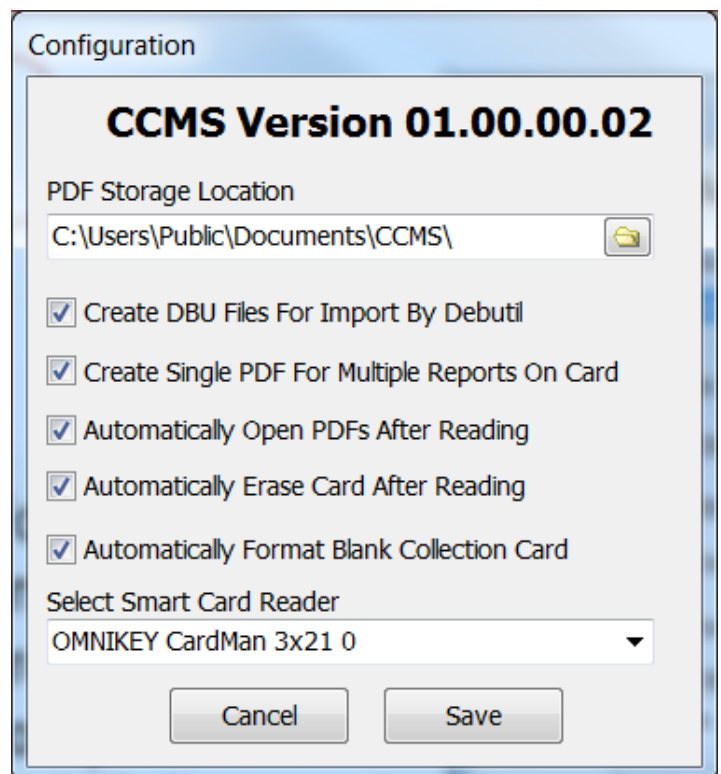 Configuration
CCMS Version 01.00.00.02
PDF Storage Location
C:\Users\Public\Documents\CCMS\
Create DBU Files For Import By Debutil
Create Single PDF For Multiple Reports On Card
Automatically Open PDFs After Reading
Automatically Erase Card After Reading
Automatically Format Blank Collection Card
Select Smart Card Reader
OMNIKEY CardMan 3x21 0
Cancel Save